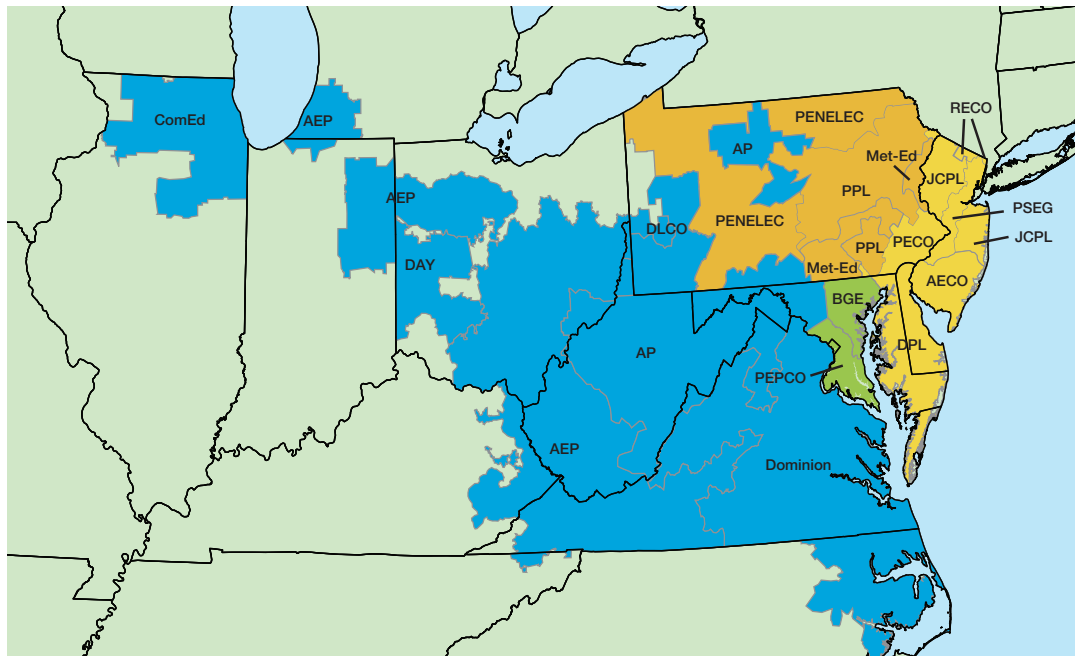 RECO
PENELEC
ComEd
AEP
AP
Met-Ed
JCPL
PPL
AEP
PSEG
PENELEC
DLCO
JCPL
PECO
PPL
DAY
Met-Ed
AECO
BGE
DPL
AP
PEPCO
AEP
Dominion